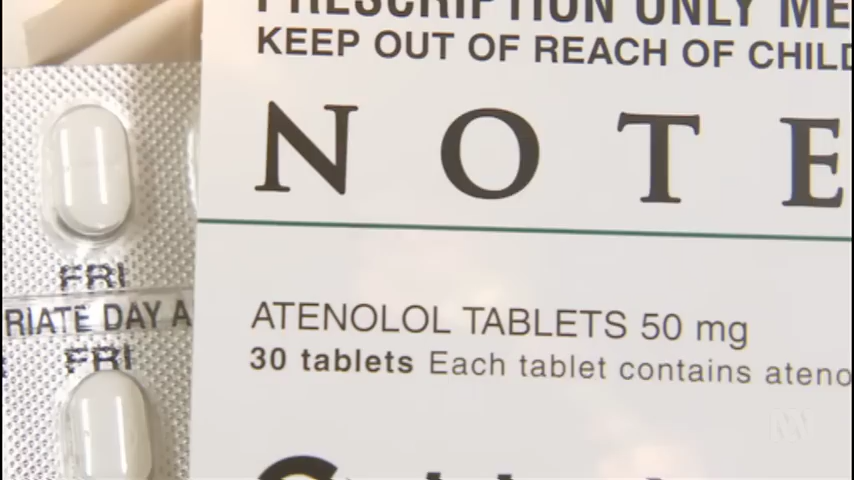 PRESCRIPTION ONLY ME
KEEP OUT OF REACH OF CHILD
NOTE
ATENOLOL TABLETS 50 mg
30 tablets Each tablet contains ateno
FRI
RIATE DAY A
FRI